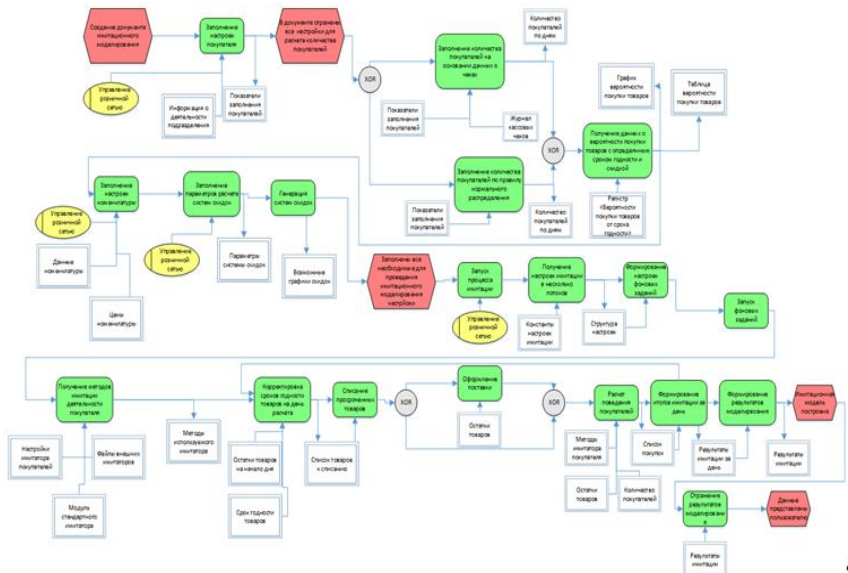 Создание документа
имитационного
моделирования
Заполнение
настроек
покупателя
В документе отражены
все настройки для
расчета количества
покупателей
Управление
розничной
сетью
Информация о
деятельности
подразделения
Показатели
заполнения
покупателей
XOR
Заполнение количества
покупателей на
основании данных о
чеках
Количество
покупателей
по дням
Показатели
заполнения
покупателей
Журнал
кассовых
чеков
XOR
График
вероятности
покупки товаров
Таблица
вероятности
покупки товаров
Получение данных о
вероятности покупки
товаров с определенным
сроком годности и
скидкой
Заполнение количества
покупателей по правилу
нормального
распределения
Показатели
заполнения
покупателей
Количество
покупателей
по дням
Регистр
«Вероятности
покупки товаров
от срока
годности»
Заполнение
настроек
номенклатуры
Заполнение
параметров расчета
систем скидок
Генерация
систем скидок
Управление
розничной
сетью
Управление
розничной
сетью
Данные
номенклатуры
Цены
номенклатуры
Параметры
системы скидок
Возможные
графики скидок
Заполнены все
необходимые для
проведения
имитационного
моделирования
настройки
Запуск
процесса
имитации
Получение
настроек имитации
в несколько
потоков
Формирование
настроек
фоновых
заданий
Запуск
фоновых
заданий
Управление
розничной
сетью
Константы
настроек
имитации
Структура
настроек
Получение методов
имитации
деятельности
покупателя
Корректировка
сроков годности
товаров на день
расчета
Списание
просроченных
товаров
XOR
Оформление
поставки
XOR
Расчет
поведения
покупателей
Формирование
итогов имитации за
день
Формирование
результатов
моделирования
Имитационная
модель
построена
Настройки
имитатора
покупателей
Файлы внешних
имитаторов
Методы
используемого
имитатора
Модуль
стандартного
имитатора
Остатки товаров
на начало дня
Список товаров
к списанию
Срок годности
товаров
Остатки
товаров
Методы
имитатора
покупателя
Список
покупок
Результаты
имитации за
день
Результаты
имитации
Остатки
товаров
Количество
покупателей
Отражение
результатов
моделировани
я
Данные
представлены
пользователю
Результаты
имитации